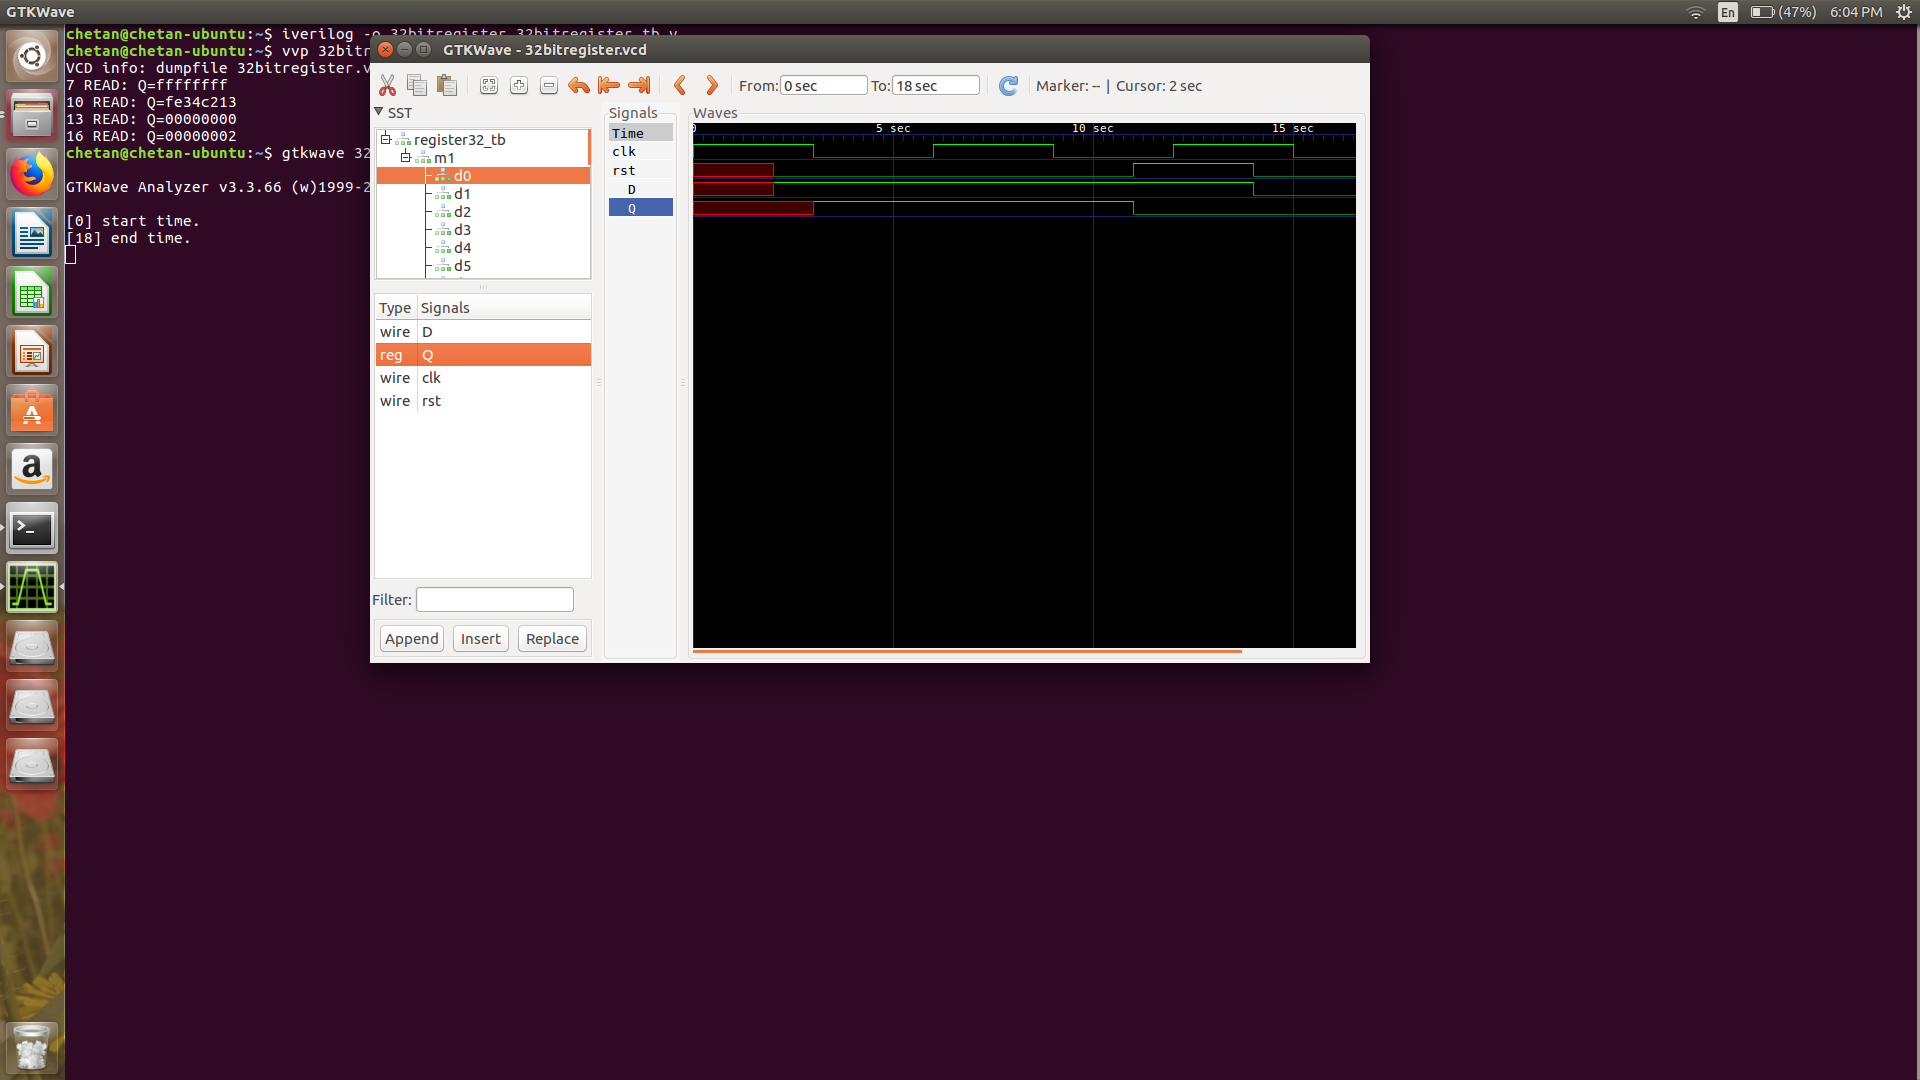 GTKWave
En
(47%)
6:04 PM
chetan@chetan-ubuntu:~$ iverilog -o 32bitregister 32bitregister_tb.v
chetan@chetan-ubuntu:~$ vvp 32bitr
VCD info: dumpfile 32bitregister.v
7 READ: Q=ffffffff
10 READ: Q=fe34c213
13 READ: Q=00000000
16 READ: Q=00000002
chetan@chetan-ubuntu:~$ gtkwave 32
GTKWave Analyzer v3.3.66 (w)1999-2
[0] start time.
[18] end time.
GTKWave - 32bitregister.vcd
From: 0 sec To: 18 sec Marker: -- | Cursor: 2 sec
SST
register32_tb
m1
d0
d1
d2
d3
d4
d5
Type Signals
wire D
reg Q
wire clk
wire rst
Filter:
Append Insert Replace
Signals
Time
clk
rst
D
Q
Waves
0 5 sec 10 sec 15 sec